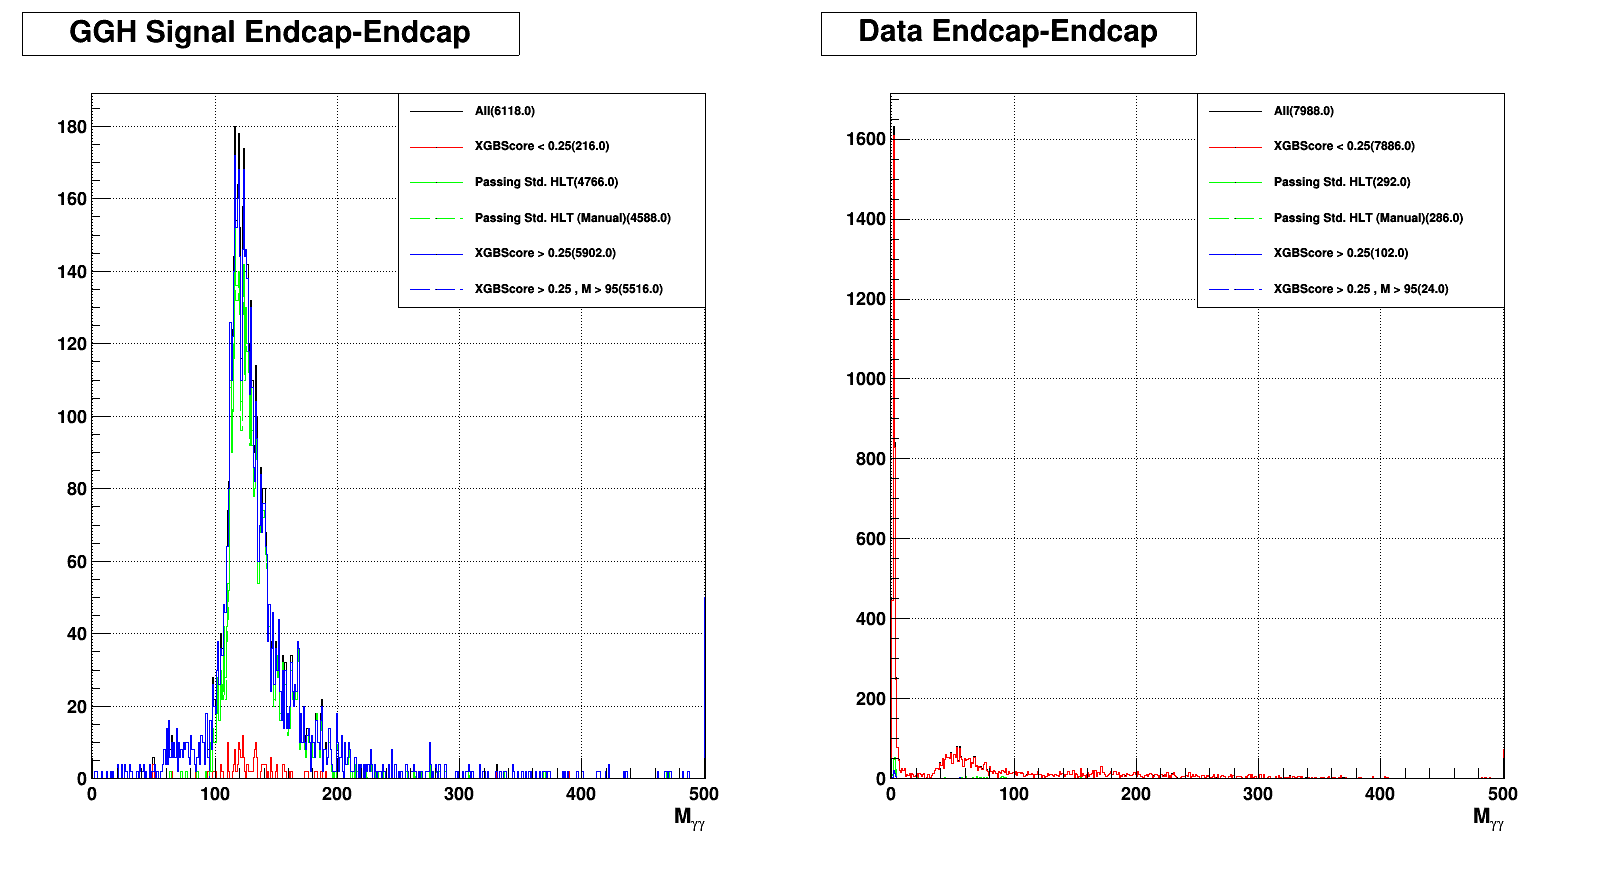 GGH Signal Endcap-Endcap
All(6118.0)
XGBScore < 0.25(216.0)
Passing Std. HLT(4766.0)
Passing Std. HLT (Manual)(4588.0)
XGBScore > 0.25(5902.0)
XGBScore > 0.25 , M > 95(5516.0)
180
160
140
120
100
80
60
40
20
0
0 100 200 300 400 500
Mγγ
Data Endcap-Endcap
All(7988.0)
XGBScore < 0.25(7886.0)
Passing Std. HLT(292.0)
Passing Std. HLT (Manual)(286.0)
XGBScore > 0.25(102.0)
XGBScore > 0.25 , M > 95(24.0)
1600
1400
1200
1000
800
600
400
200
0
0 100 200 300 400 500
Mγγ